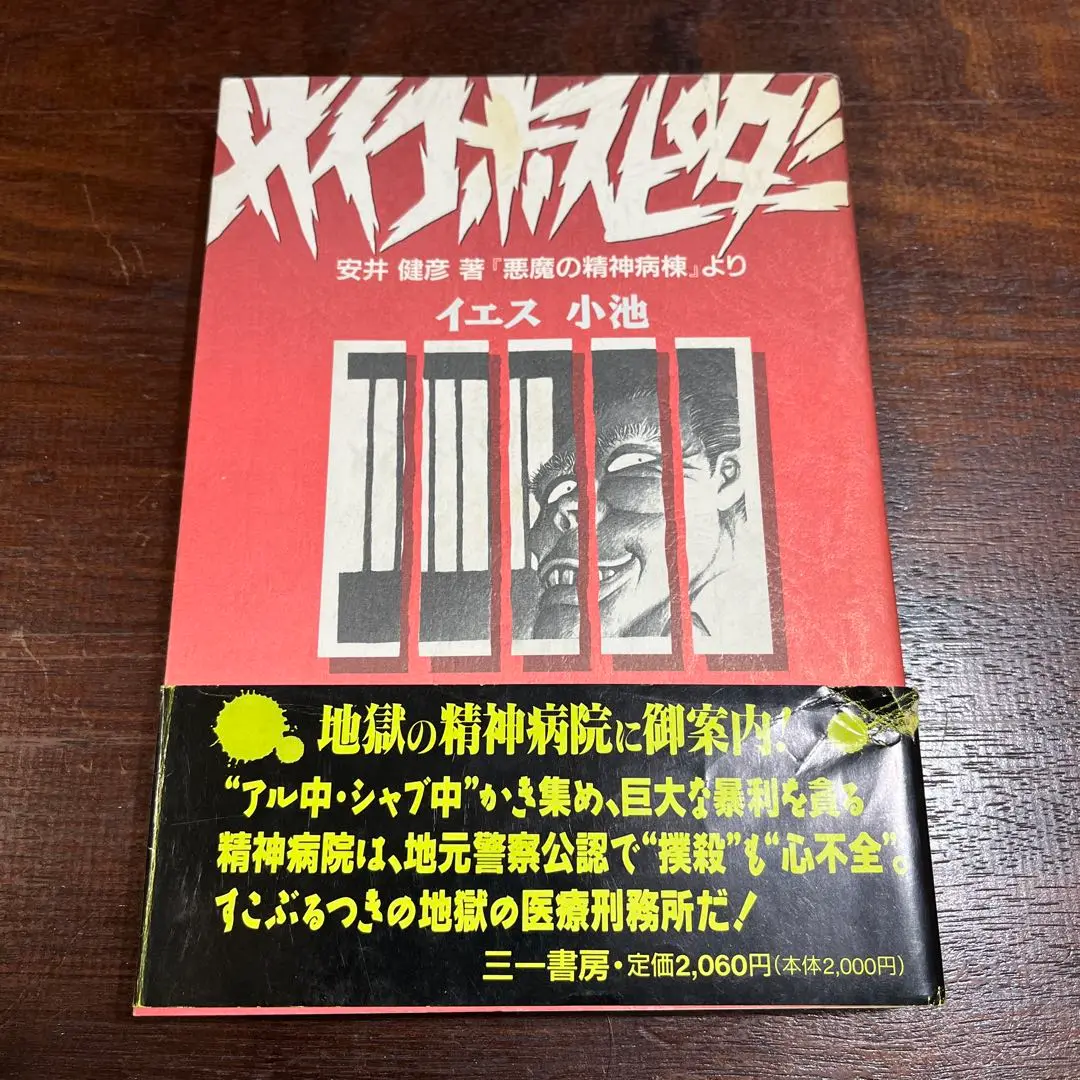 サイコホスピタル
安井 健彦 著『悪魔の精神病棟』より
イエス 小池
地獄の精神病院に御案内!
“アル中・シャブ中”かき集め、巨大な暴利を貪る
精神病院は、地元警察公認で“撲殺”も“心不全”。
すこぶるつきの地獄の医療刑務所だ!
三一書房・定価2,060円(本体2,000円)